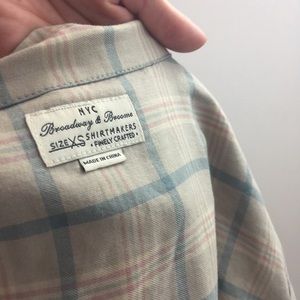 NYC
Broadway & Broome
SIZE XS SHIRTMAKERS
• FINELY CRAFTED •
MADE IN CHINA